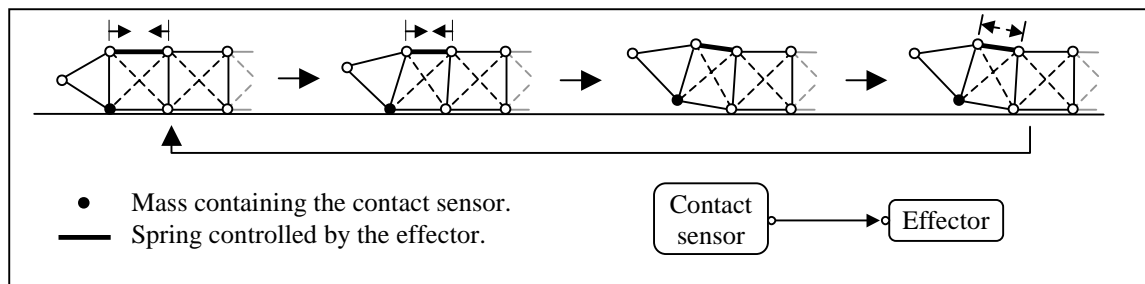 Mass containing the contact sensor.
Spring controlled by the effector.
Contact
sensor
Effector